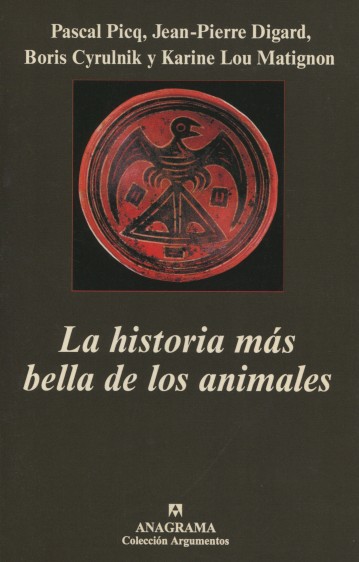 Pascal Picq, Jean-Pierre Digard,
Boris Cyrulnik y Karine Lou Matignon
La historia más
bella de los animales
ANAGRAMA
Colección Argumentos